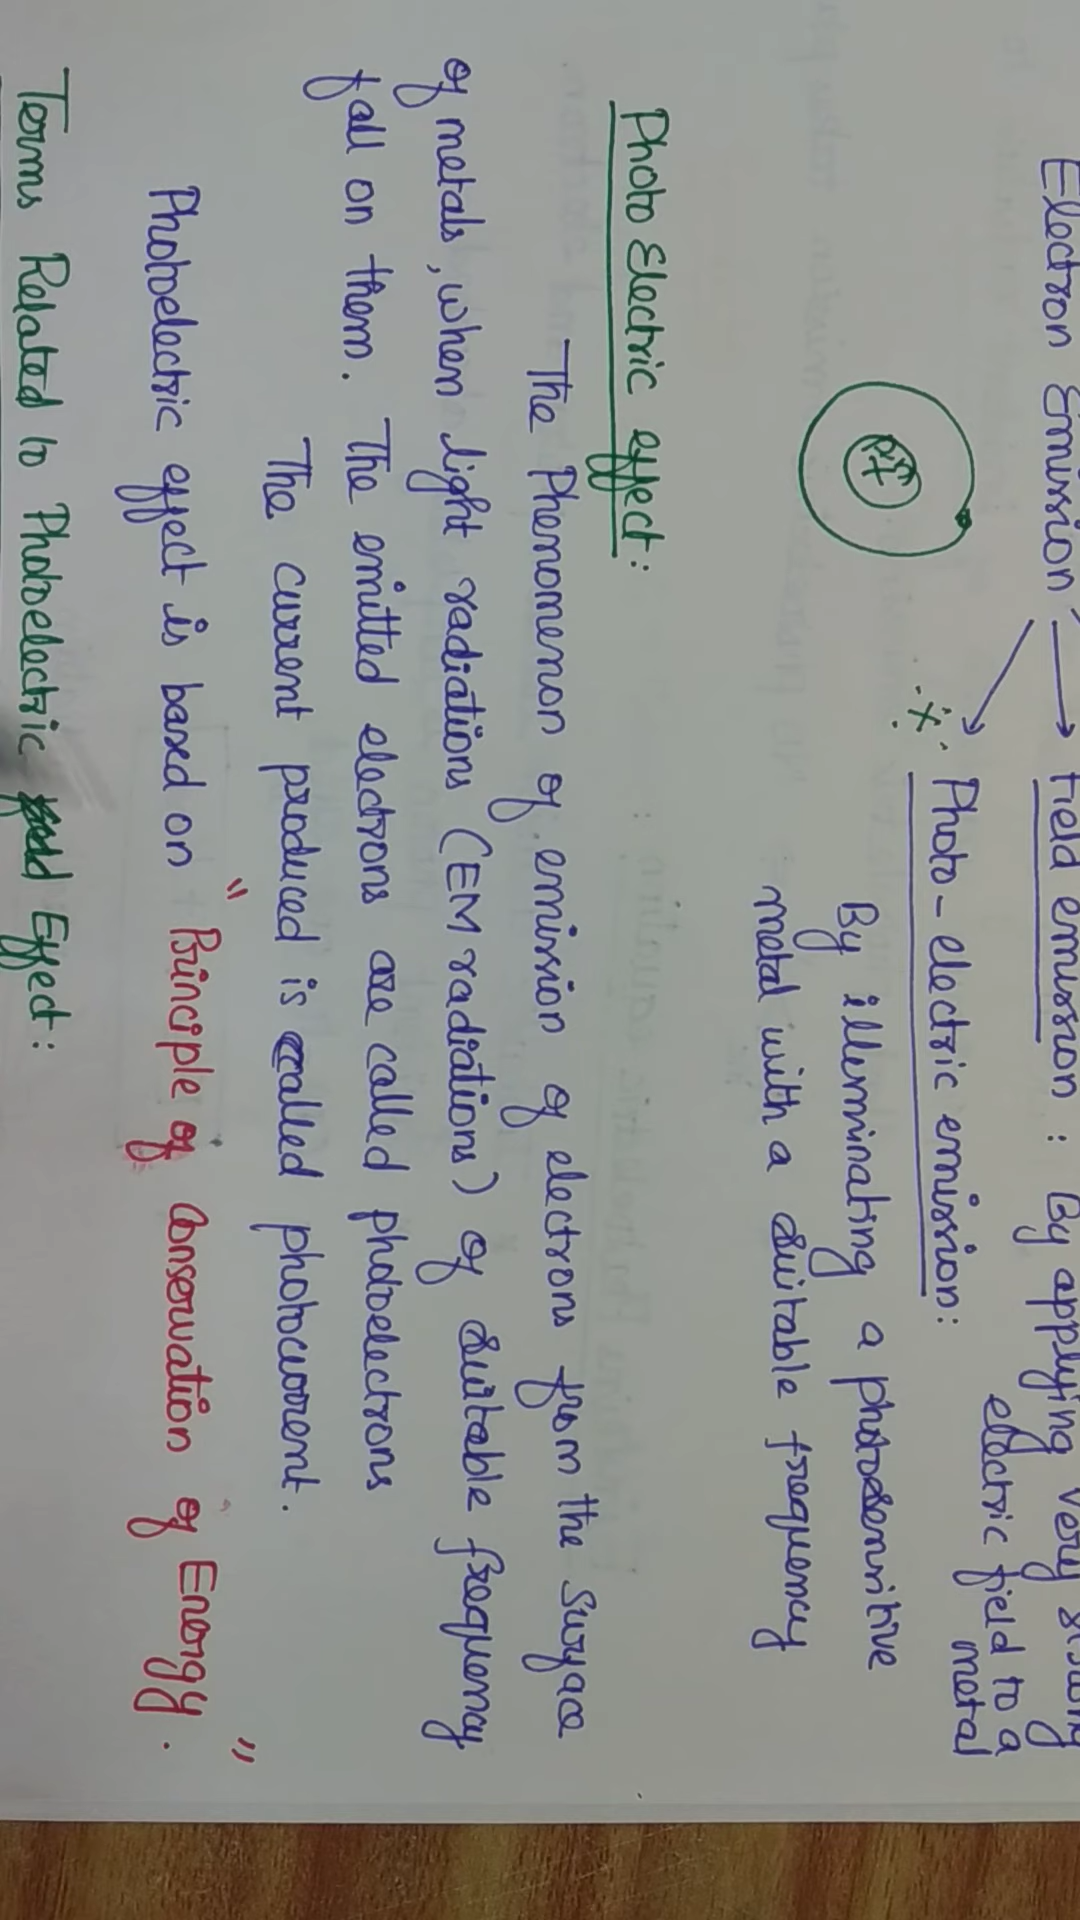 Electron Emission
Field emission : By applying very strong
electric field to a
metal
Photo-electric emission:
By illuminating a photosensitive
metal with a suitable frequency
Photo Electric effect:
The Phenomenon of emission of electrons from the surface
of metals, when light radiations (EM radiations) of suitable frequency
fall on them. The emitted electrons are called photoelectrons
The current produced is called photocurrent.
Photoelectric effect is based on "Principle of Conservation of Energy."
Terms Related to Photoelectric Effect: